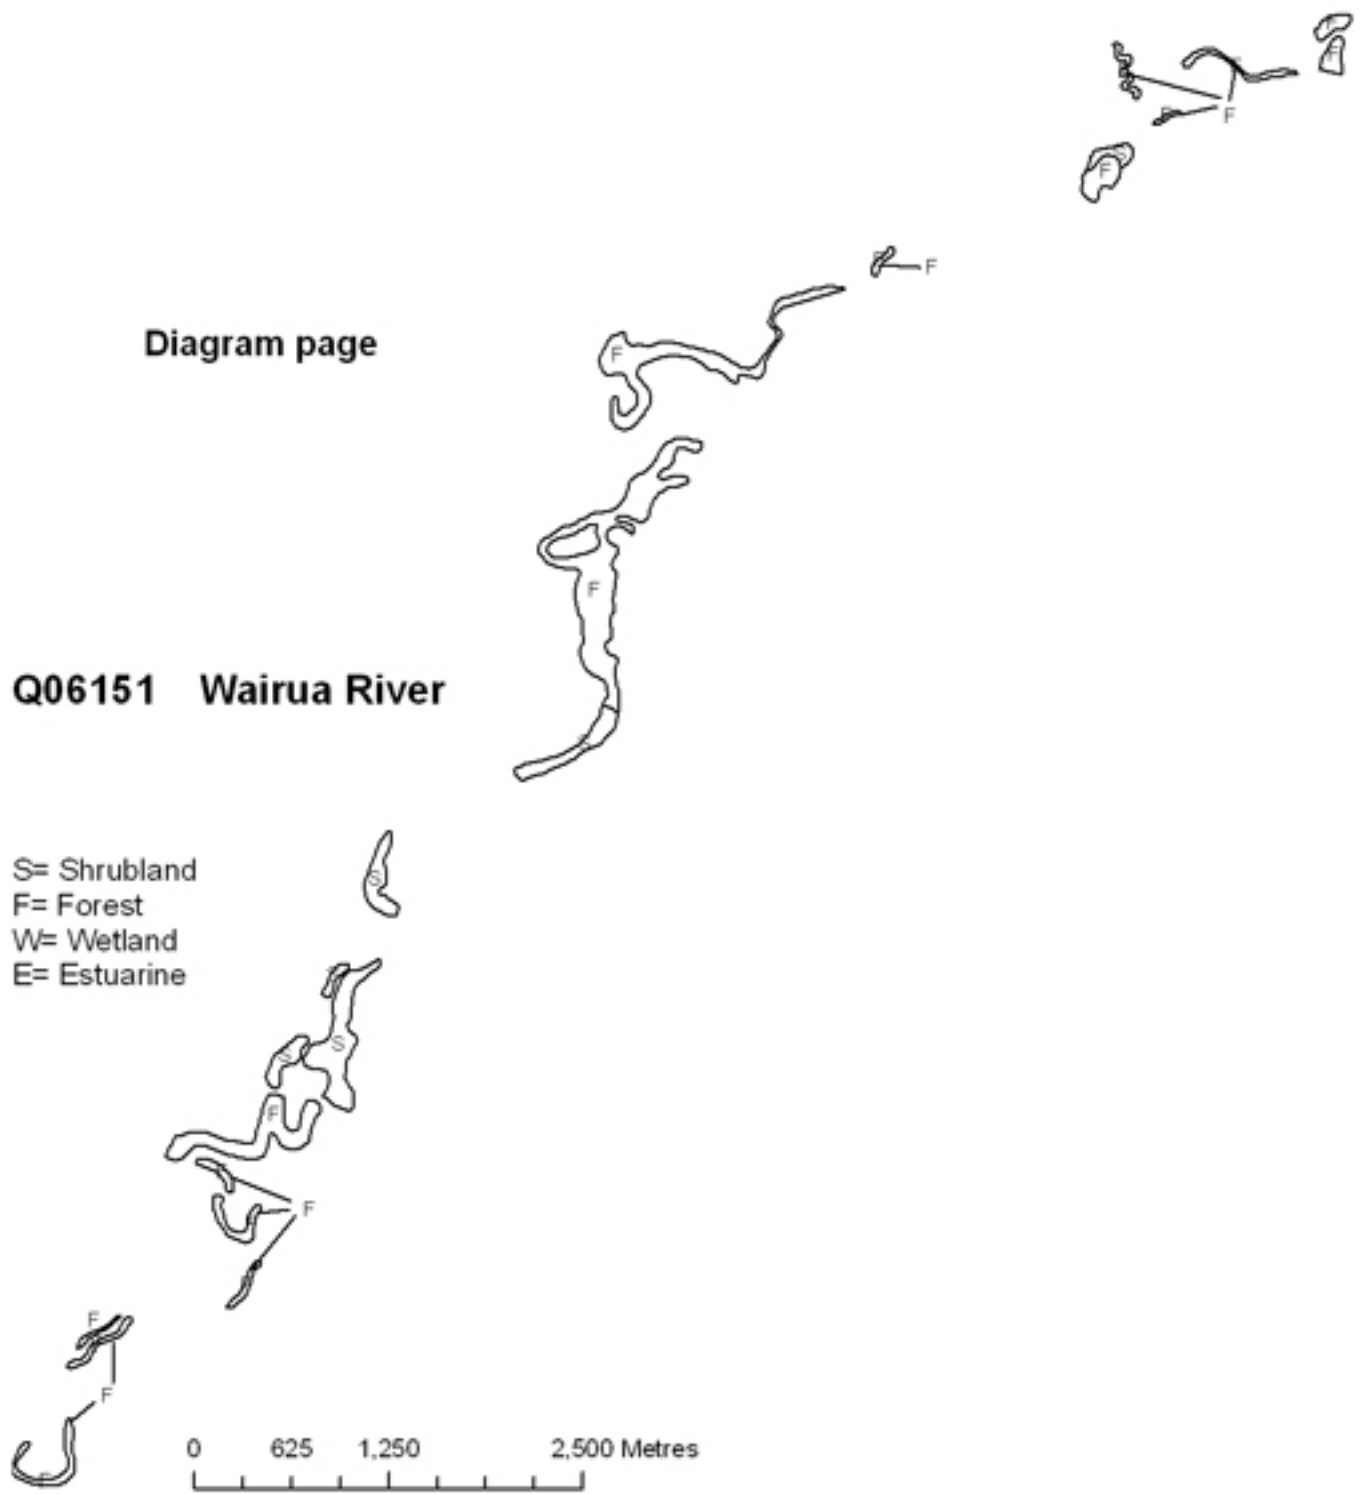 F
F
F
F
F
S
F
F
F
Diagram page
F
F
Q06151 Wairua River
S
S= Shrubland
F= Forest
W= Wetland
E= Estuarine
S
S
S
F
F
F
F
F
0 625 1,250 2,500 Metres